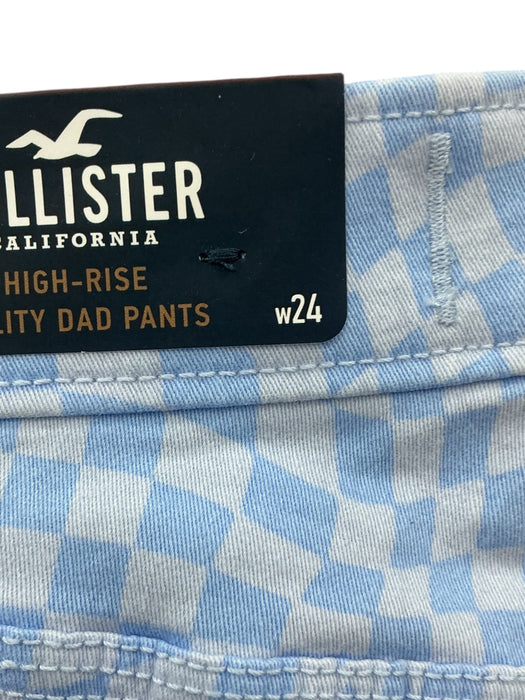 LLISTER
CALIFORNIA
HIGH-RISE
LITY DAD PANTS
w24